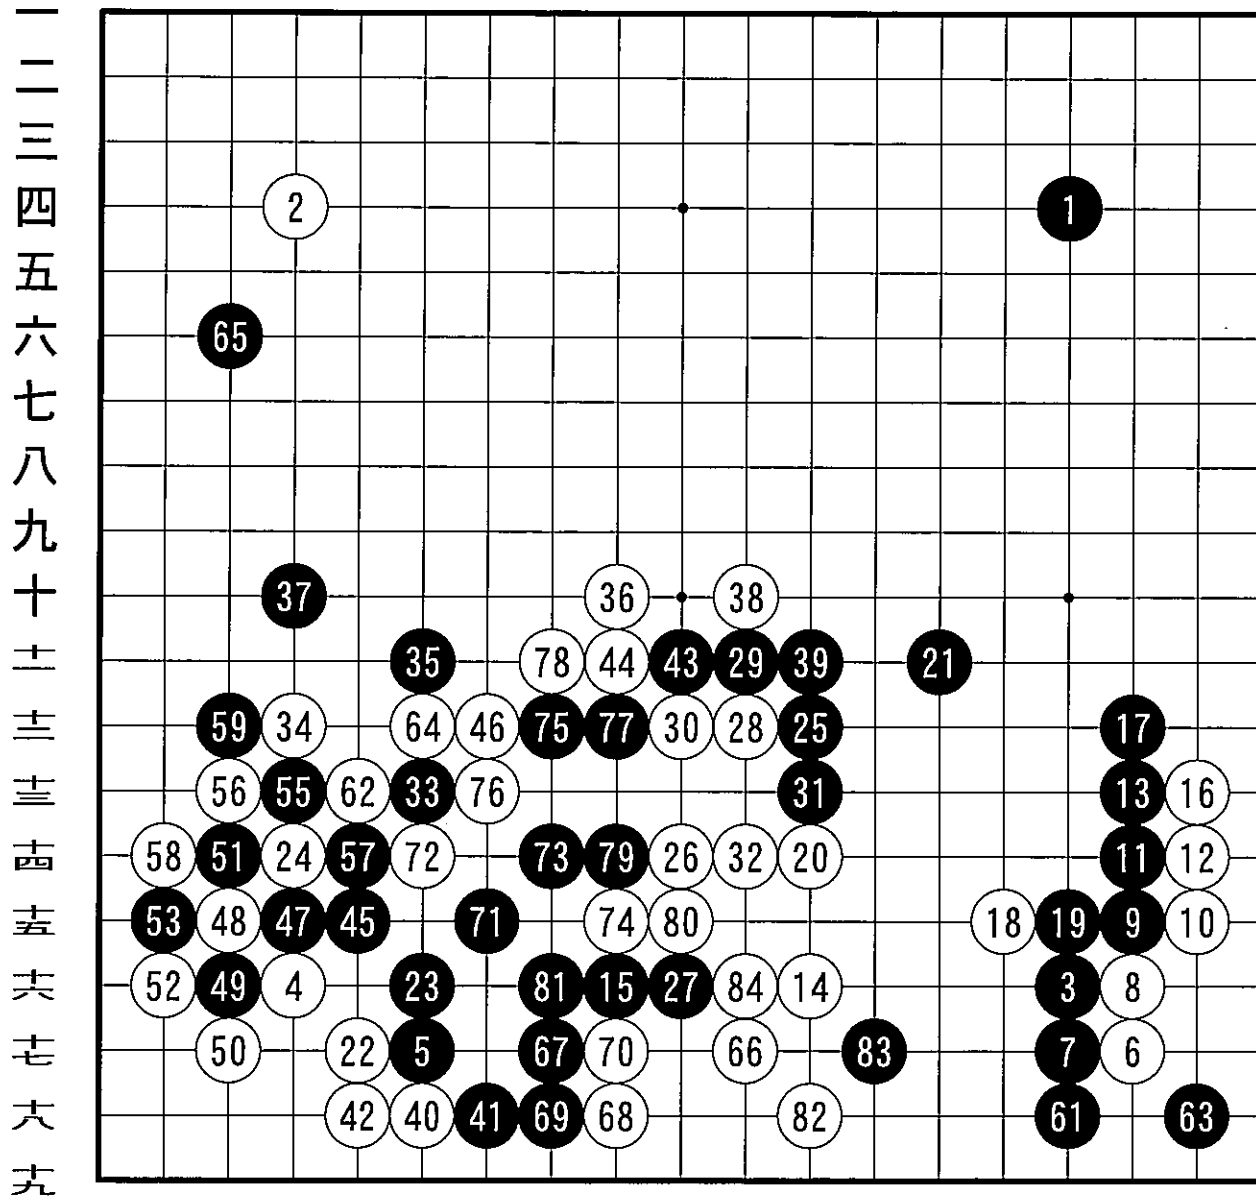 一
二
三
四 2 1
五
六 65
七
八
九
十 37 36 38
十一 35 78 44 43 29 39 21
十二 59 34 64 46 75 77 30 28 25 17
十三 56 55 62 33 76 31 13 16
十四 58 51 24 57 72 73 79 26 32 20 11 12
十五 53 48 47 45 71 74 80 18 19 9 10
十六 52 49 4 23 81 15 27 84 14 3 8
十七 50 22 5 67 70 66 83 7 6
十八 42 40 41 69 68 82 61 63
十九